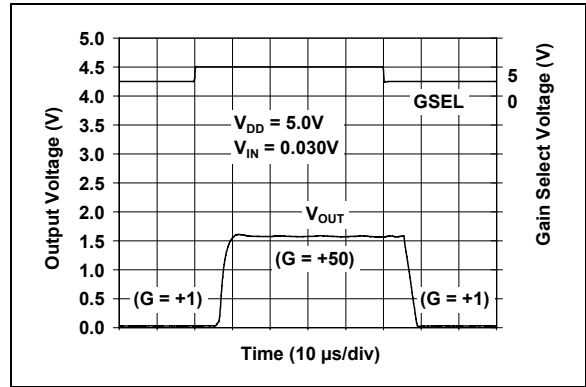 5.0
4.5
4.0
3.5
3.0
2.5
2.0
1.5
1.0
0.5
0.0
Output Voltage (V)
5
0
Gain Select Voltage (V)
GSEL
V_DD = 5.0V
V_IN = 0.030V
V_OUT
(G = +50)
(G = +1)
(G = +1)
Time (10 µs/div)